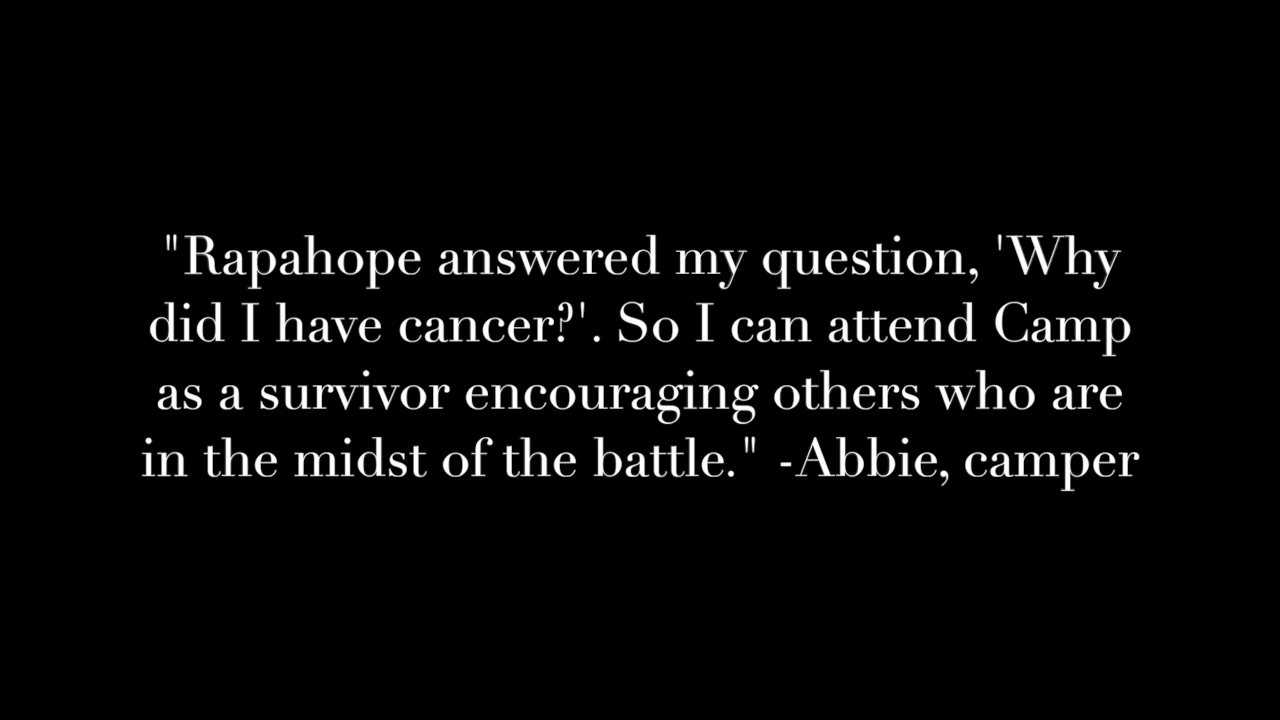 "Rapahope answered my question, 'Why
did I have cancer?'. So I can attend Camp
as a survivor encouraging others who are
in the midst of the battle." -Abbie, camper